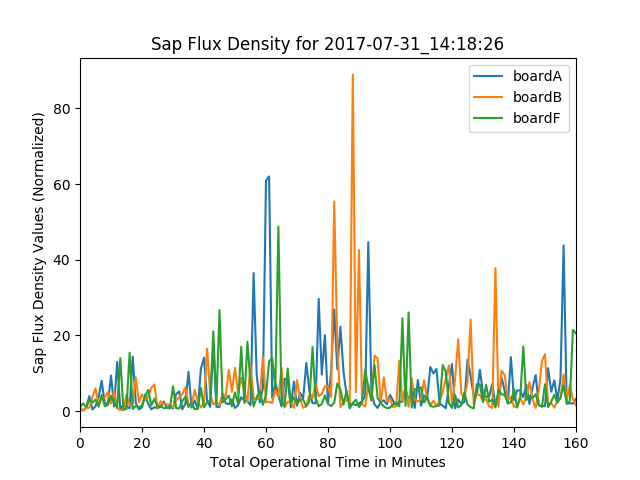 Sap Flux Density for 2017-07-31_14:18:26
boardA
boardB
boardF
Sap Flux Density Values (Normalized)
80
60
40
20
0
0 20 40 60 80 100 120 140 160
Total Operational Time in Minutes